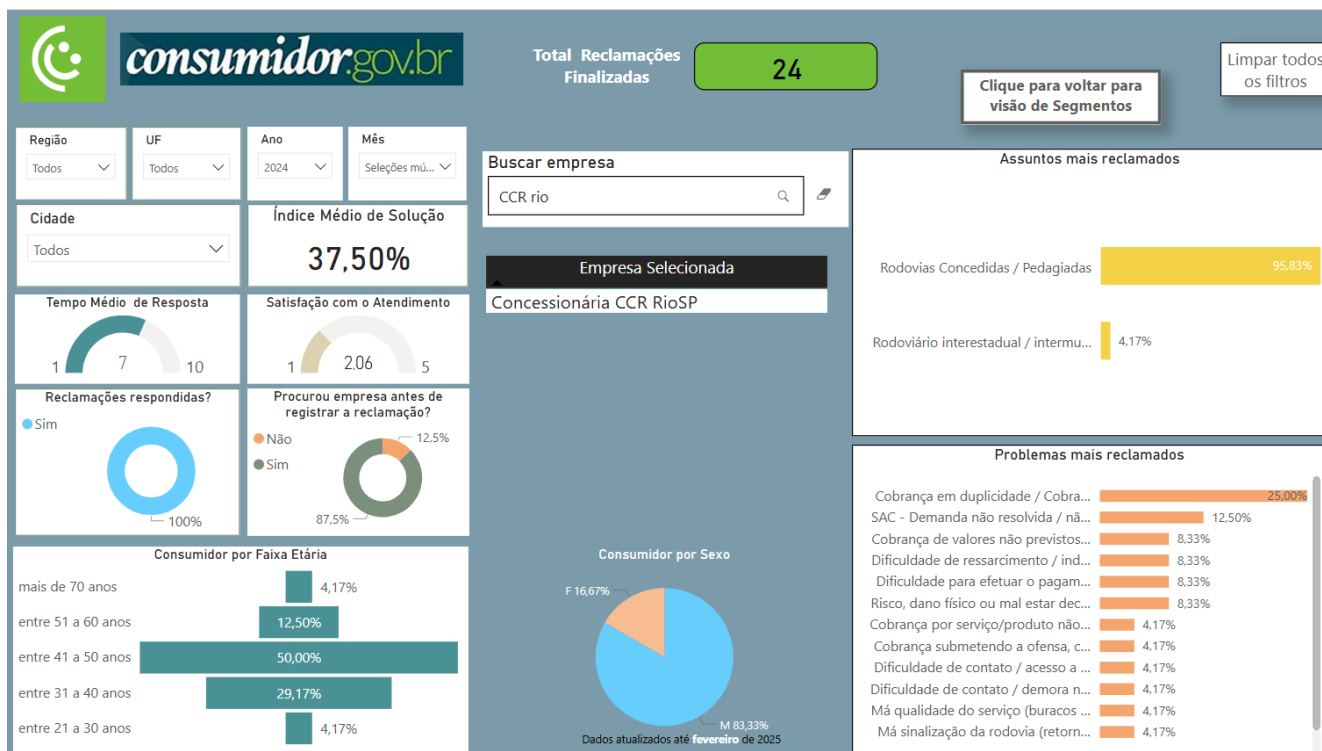 consumidor.gov.br
Total Reclamações
Finalizadas
24
Clique para voltar para
visão de Segmentos
Limpar todos
os filtros
Região
Todos
UF
Todos
Ano
2024
Mês
Seleções mú...
Cidade
Todos
Índice Médio de Solução
37,50%
Buscar empresa
CCR rio
Empresa Selecionada
Concessionária CCR RioSP
Tempo Médio de Resposta
1
7
10
Satisfação com o Atendimento
1
2,06
5
Reclamações respondidas?
Sim
100%
Procurou empresa antes de
registrar a reclamação?
Não
Sim
12,5%
87,5%
Consumidor por Faixa Etária
mais de 70 anos
4,17%
entre 51 a 60 anos
12,50%
entre 41 a 50 anos
50,00%
entre 31 a 40 anos
29,17%
entre 21 a 30 anos
4,17%
Consumidor por Sexo
F 16,67%
M 83,33%
Dados atualizados até fevereiro de 2025
Assuntos mais reclamados
Rodovias Concedidas / Pedagiadas
95,83%
Rodoviário interestadual / intermu...
4,17%
Problemas mais reclamados
Cobrança em duplicidade / Cobra...
25,00%
SAC - Demanda não resolvida / nã...
12,50%
Cobrança de valores não previstos...
8,33%
Dificuldade de ressarcimento / ind...
8,33%
Dificuldade para efetuar o pagam...
8,33%
Risco, dano físico ou mal estar dec...
8,33%
Cobrança por serviço/produto não...
4,17%
Cobrança submetendo a ofensa, c...
4,17%
Dificuldade de contato / acesso a ...
4,17%
Dificuldade de contato / demora n...
4,17%
Má qualidade do serviço (buracos ...
4,17%
Má sinalização da rodovia (retorn...
4,17%